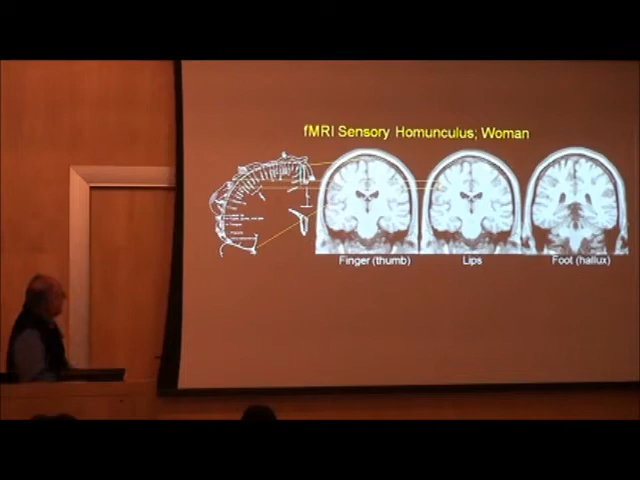 fMRI Sensory Homunculus; Woman
Finger (thumb)
Lips
Foot (hallux)